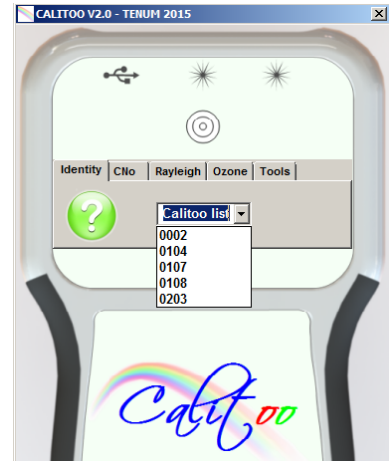 CALITOO V2.0 - TENUM 2015
Identity CNo Rayleigh Ozone Tools
Calitoo list
0002
0104
0107
0108
0203
Calitoo